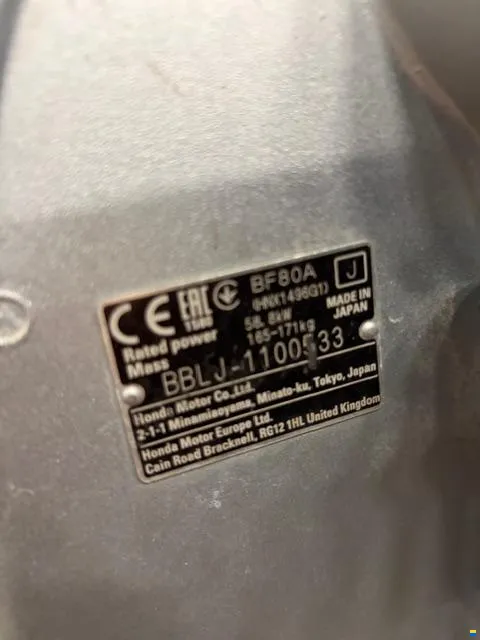 CE EAC BF80A J
(HNX1496G1) MADE IN JAPAN
Rated power 58.8kW
Mass 165-171kg
BBLJ-1100533
Honda Motor Co.,Ltd.
2-1-1 Minamiaoyama, Minato-ku, Tokyo, Japan
Honda Motor Europe Ltd.
Cain Road Bracknell, RG12 1HL United Kingdom